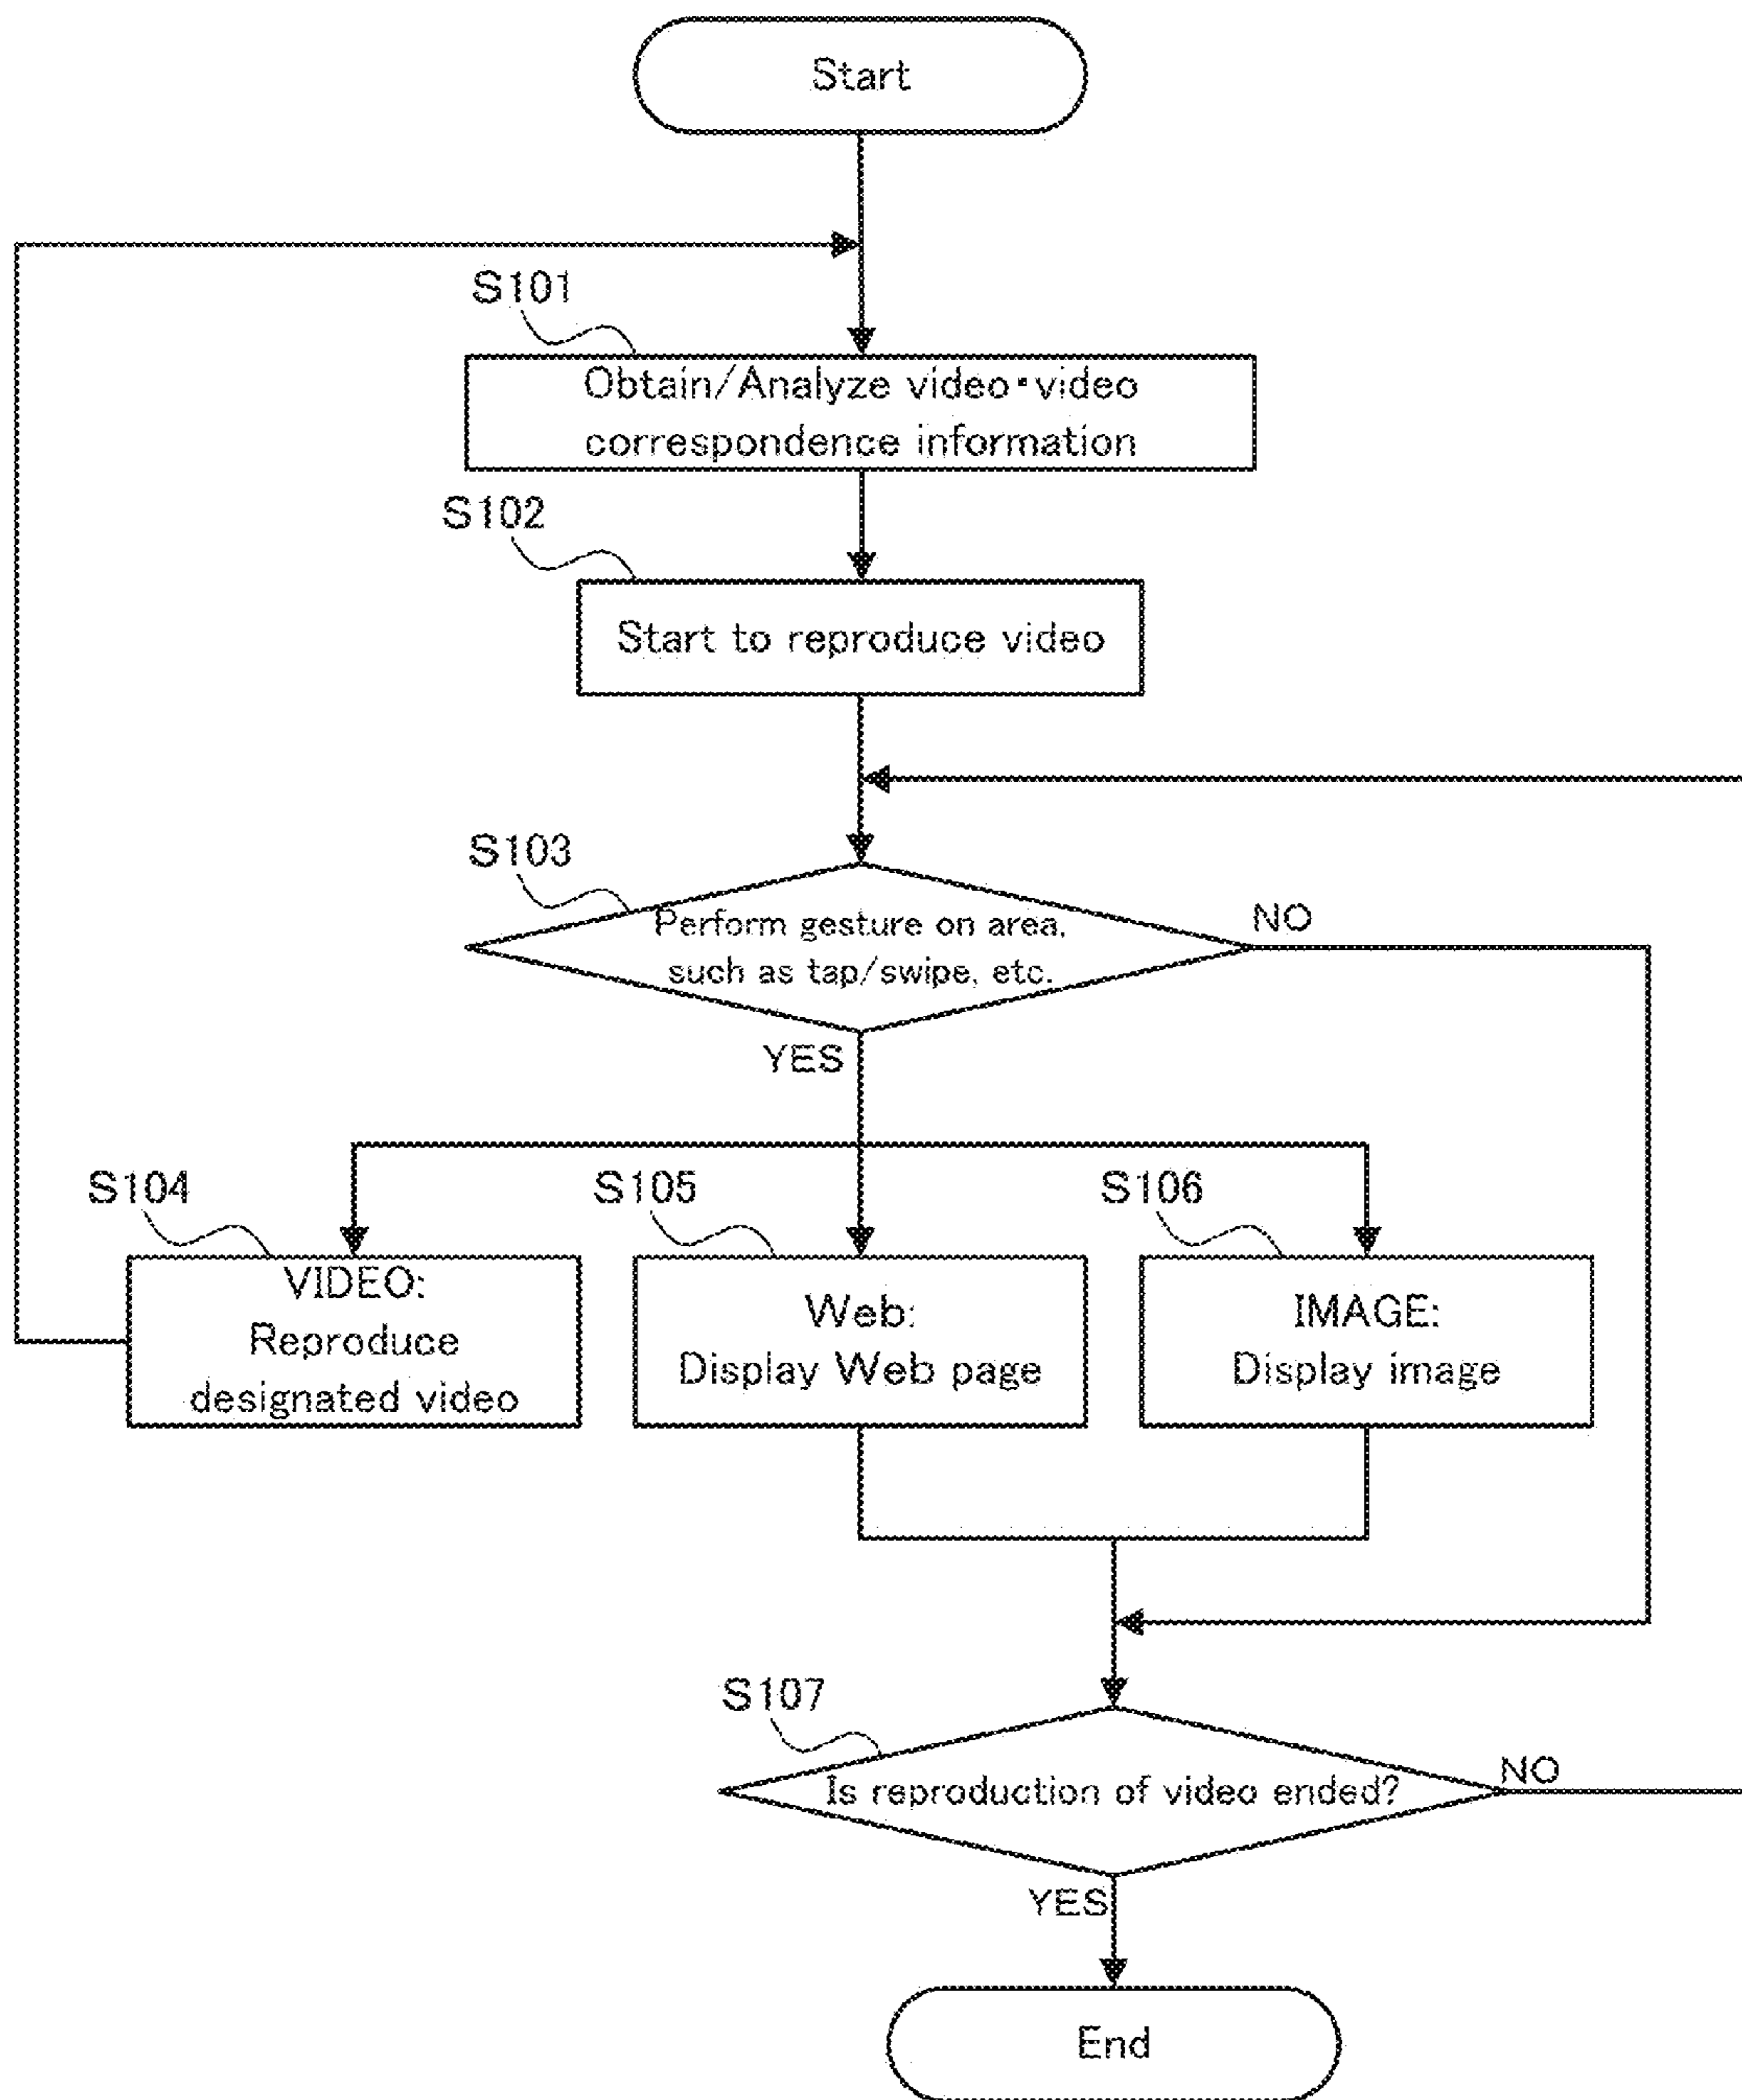 Start
S101
Obtain/Analyze video▪video
correspondence information
S102
Start to reproduce video
S103
Perform gesture on area,
such as tap/swipe, etc.
NO
YES
S104
VIDEO:
Reproduce
designated video
S105
Web:
Display Web page
S106
IMAGE:
Display image
S107
Is reproduction of video ended?
NO
YES
End